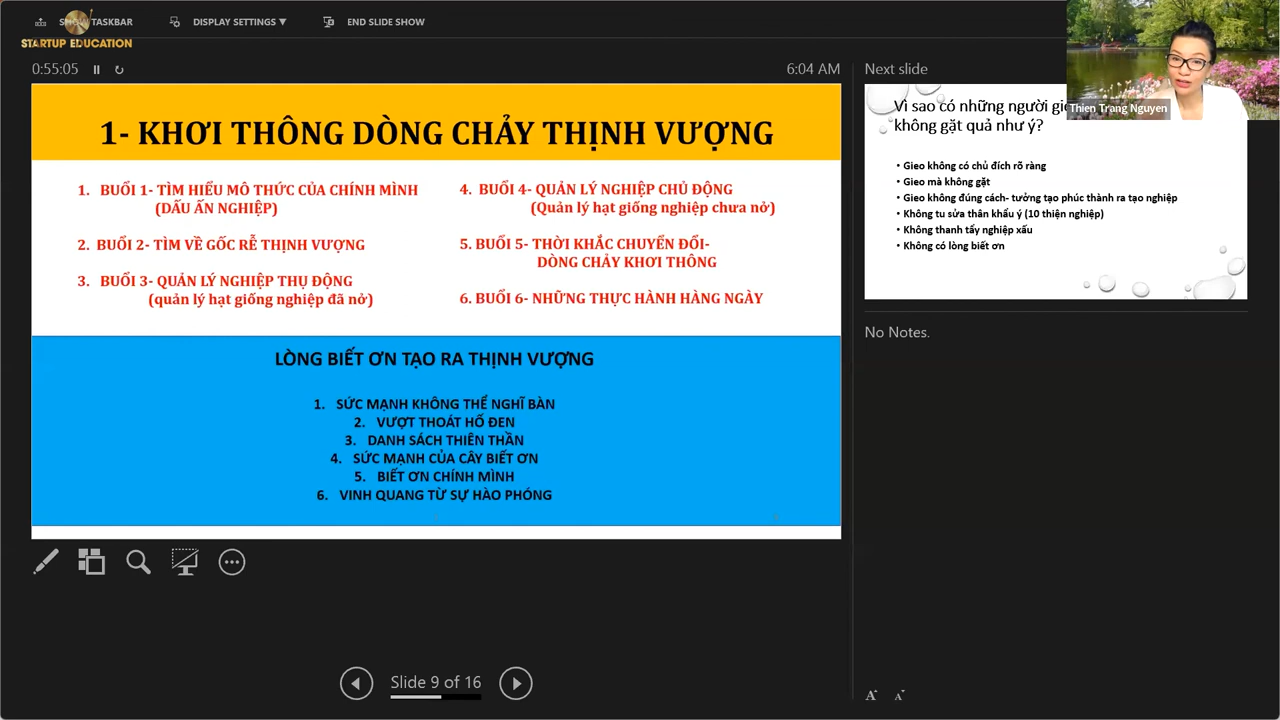 SHOW TASKBAR
DISPLAY SETTINGS ▼
END SLIDE SHOW
STARTUP EDUCATION
0:55:05
6:04 AM
1- KHƠI THÔNG DÒNG CHẢY THỊNH VƯỢNG
1. BUỔI 1- TÌM HIỂU MÔ THỨC CỦA CHÍNH MÌNH
(DẤU ẤN NGHIỆP)
2. BUỔI 2- TÌM VỀ GỐC RỄ THỊNH VƯỢNG
3. BUỔI 3- QUẢN LÝ NGHIỆP THỤ ĐỘNG
(quản lý hạt giống nghiệp đã nở)
4. BUỔI 4- QUẢN LÝ NGHIỆP CHỦ ĐỘNG
(Quản lý hạt giống nghiệp chưa nở)
5. BUỔI 5- THỜI KHẮC CHUYỂN ĐỔI-
DÒNG CHẢY KHƠI THÔNG
6. BUỔI 6- NHỮNG THỰC HÀNH HÀNG NGÀY
LÒNG BIẾT ƠN TẠO RA THỊNH VƯỢNG
1. SỨC MẠNH KHÔNG THỂ NGHĨ BÀN
2. VƯỢT THOÁT HỐ ĐEN
3. DANH SÁCH THIÊN THẦN
4. SỨC MẠNH CỦA CÂY BIẾT ƠN
5. BIẾT ƠN CHÍNH MÌNH
6. VINH QUANG TỪ SỰ HÀO PHÓNG
Slide 9 of 16
Next slide
Thien Trang Nguyen
Vì sao có những người
không gặt quả như ý?
• Gieo không có chủ đích rõ ràng
• Gieo mà không gặt
• Gieo không đúng cách- tưởng tạo phúc thành ra tạo nghiệp
• Không tu sửa thân khẩu ý (10 thiện nghiệp)
• Không thanh tẩy nghiệp xấu
• Không có lòng biết ơn
No Notes.
A A